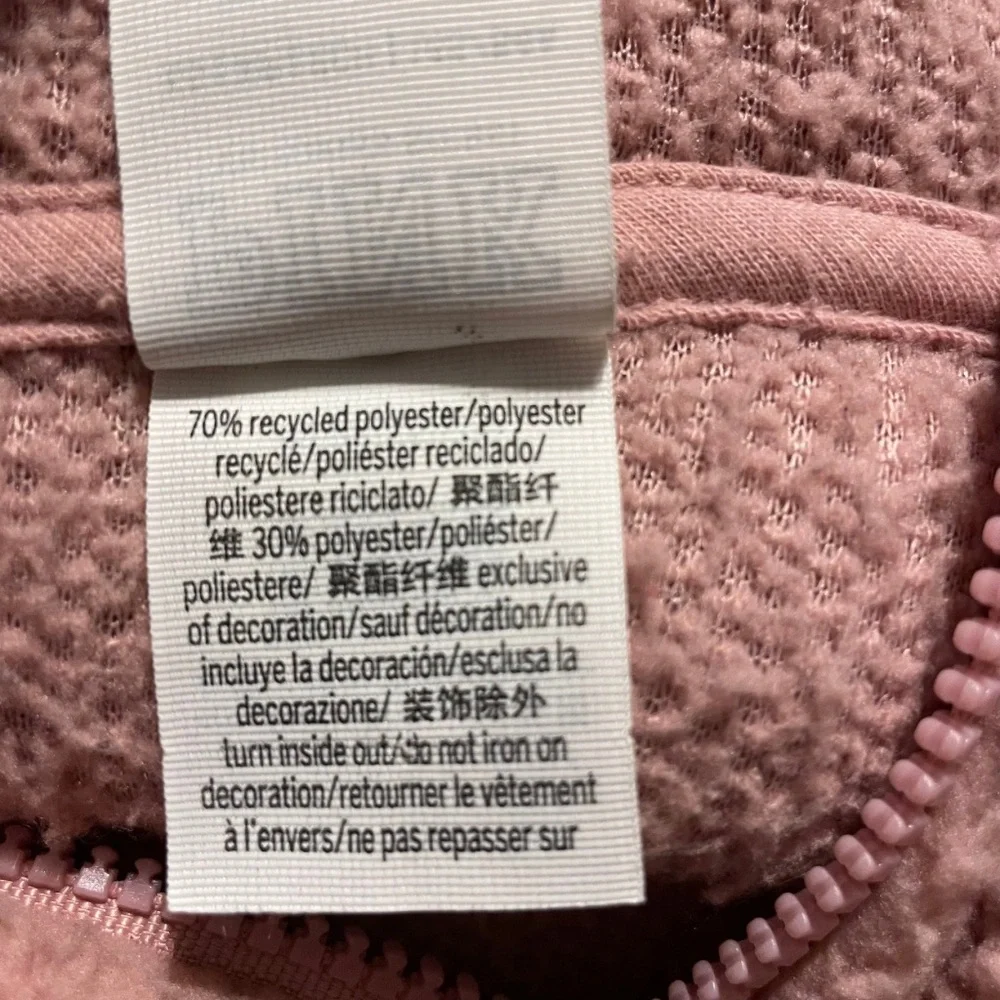 70% recycled polyester/polyester
recyclé/poliéster reciclado/
poliestere riciclato/ 聚酯纤
维 30% polyester/poliéster/
poliestere/ 聚酯纤维 exclusive
of decoration/sauf décoration/no
incluye la decoración/esclusa la
decorazione/ 装饰除外
turn inside out/do not iron on
decoration/retourner le vêtement
à l'envers/ne pas repasser sur